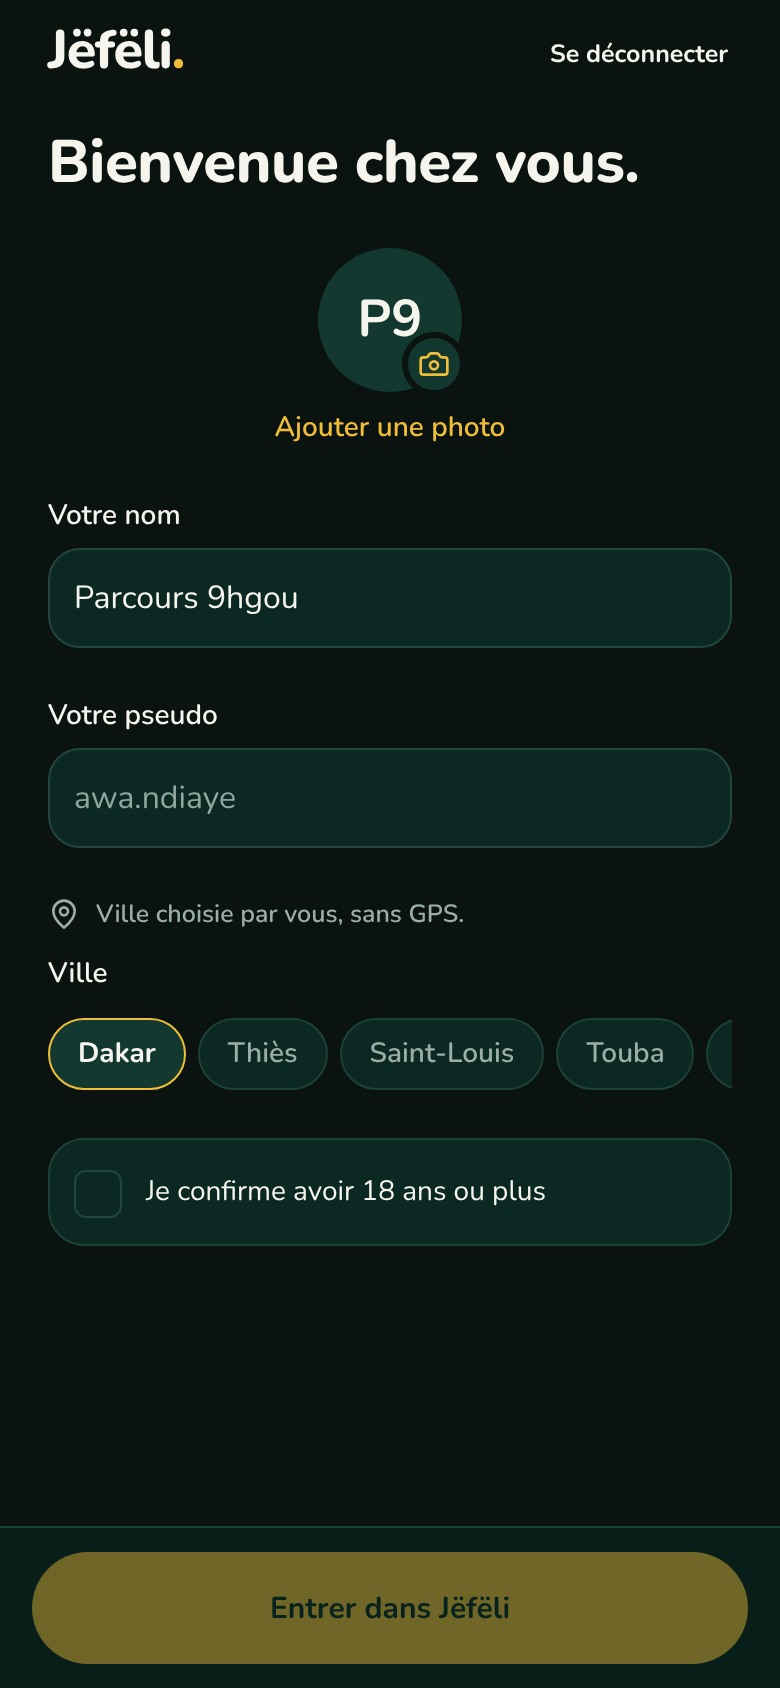 Jëfëli.
Se déconnecter
Bienvenue chez vous.
P9
Ajouter une photo
Votre nom
Parcours 9hgou
Votre pseudo
awa.ndiaye
Ville choisie par vous, sans GPS.
Ville
Dakar
Thiès
Saint-Louis
Touba
Je confirme avoir 18 ans ou plus
Entrer dans Jëfëli